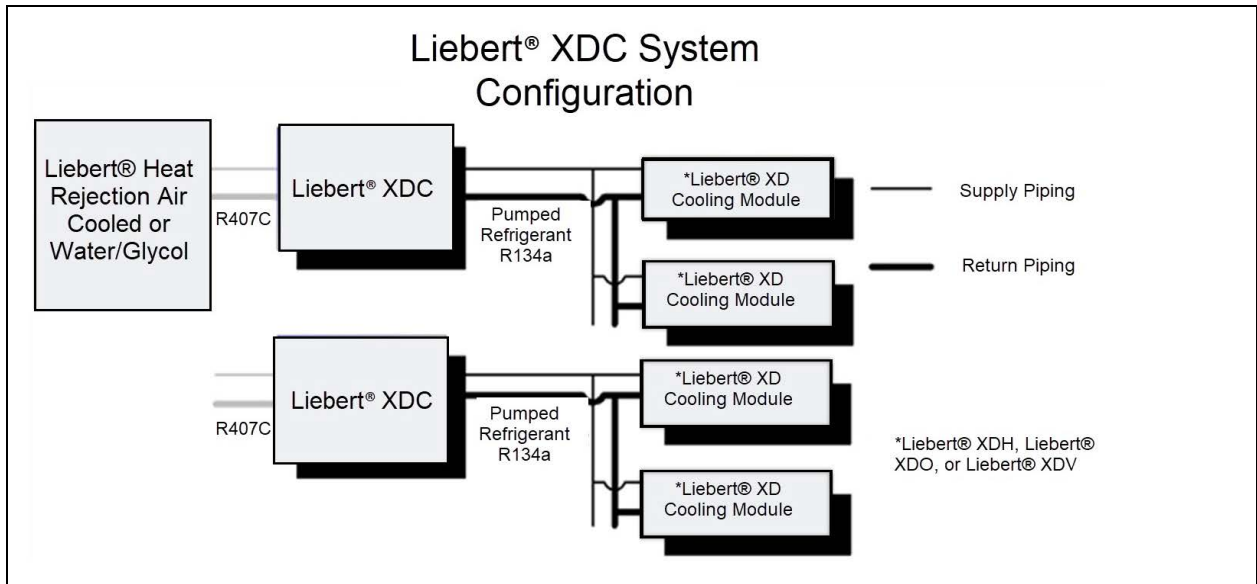 Liebert® XDC System
Configuration
Liebert® Heat
Rejection Air
Cooled or
Water/Glycol
R407C
Liebert® XDC
Pumped
Refrigerant
R134a
*Liebert® XD
Cooling Module
*Liebert® XD
Cooling Module
Supply Piping
Return Piping
R407C
Liebert® XDC
Pumped
Refrigerant
R134a
*Liebert® XD
Cooling Module
*Liebert® XD
Cooling Module
*Liebert® XDH, Liebert®
XDO, or Liebert® XDV